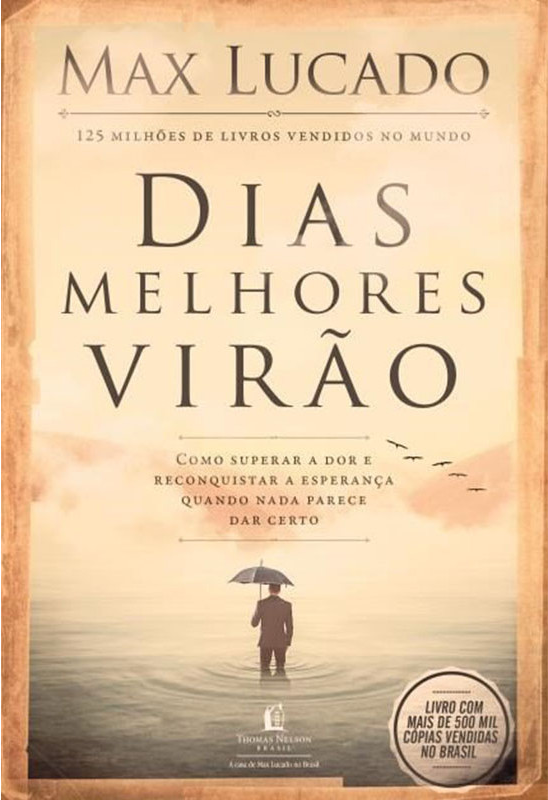 MAX LUCADO
125 MILHÕES DE LIVROS VENDIDOS NO MUNDO
DIAS
MELHORES
VIRÃO
COMO SUPERAR A DOR E
RECONQUISTAR A ESPERANÇA
QUANDO NADA PARECE
DAR CERTO
THOMAS NELSON
BRASIL
A casa de Max Lucado no Brasil
LIVRO COM
MAIS DE 500 MIL
CÓPIAS VENDIDAS
NO BRASIL